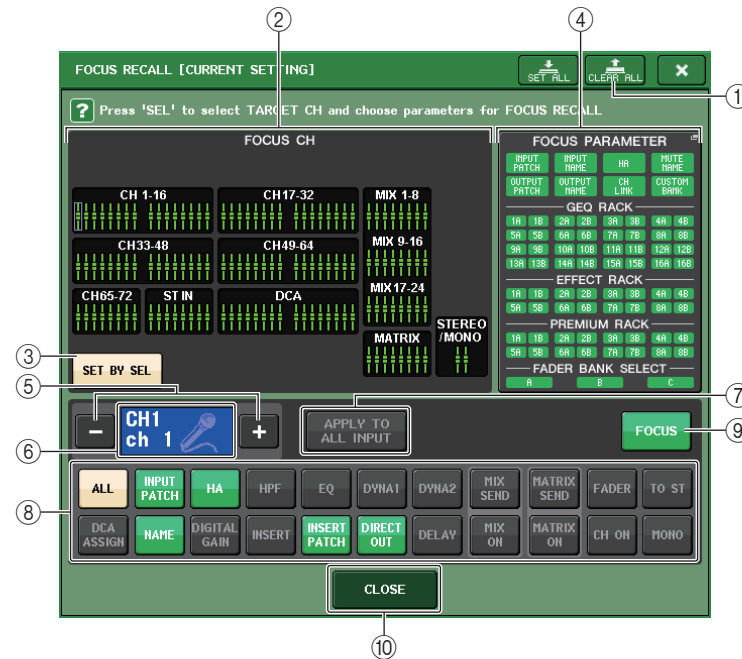 ② ④
FOCUS RECALL [CURRENT SETTING]
SET ALL
CLEAR ALL
①
? Press 'SEL' to select TARGET CH and choose parameters for FOCUS RECALL
FOCUS CH
CH 1-16
CH17-32
MIX 1-8
CH33-48
CH49-64
MIX 9-16
CH65-72
ST IN
DCA
MIX17-24
MATRIX
STEREO
/MONO
③
SET BY SEL
FOCUS PARAMETER
INPUT PATCH
INPUT NAME
HA
MUTE NAME
OUTPUT PATCH
OUTPUT NAME
CH LINK
CUSTOM BANK
GEQ RACK
1A 1B 2A 2B 3A 3B 4A 4B
5A 5B 6A 6B 7A 7B 8A 8B
9A 9B 10A 10B 11A 11B 12A 12B
13A 13B 14A 14B 15A 15B 16A 16B
EFFECT RACK
1A 1B 2A 2B 3A 3B 4A 4B
PREMIUM RACK
1A 1B 2A 2B 3A 3B 4A 4B
5A 5B 6A 6B 7A 7B 8A 8B
FADER BANK SELECT
A B C
⑤
⑥
−
CH1
ch 1
+
APPLY TO
ALL INPUT
⑦
FOCUS
⑨
⑧
ALL
INPUT PATCH
HA
HPF
EQ
DYNA1
DYNA2
MIX SEND
MATRIX SEND
FADER
TO ST
DCA ASSIGN
NAME
DIGITAL GAIN
INSERT
INSERT PATCH
DIRECT OUT
DELAY
MIX ON
MATRIX ON
CH ON
MONO
CLOSE
⑩